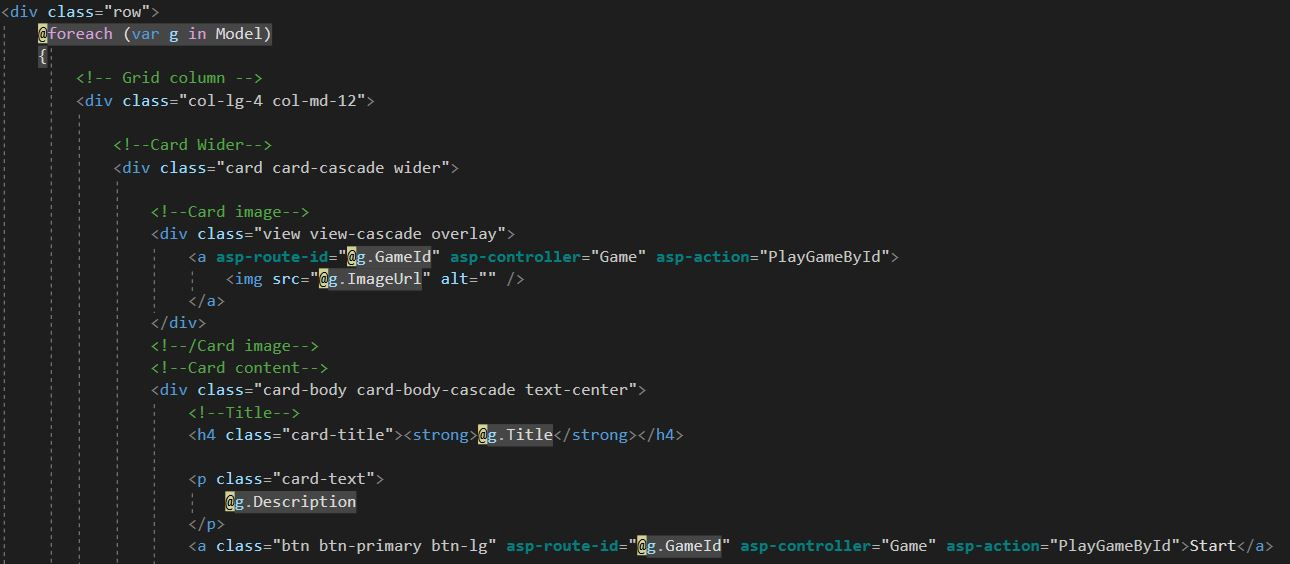 <div class="row">
@foreach (var g in Model)
{
<!-- Grid column -->
<div class="col-lg-4 col-md-12">
<!--Card Wider-->
<div class="card card-cascade wider">
<!--Card image-->
<div class="view view-cascade overlay">
<a asp-route-id="@g.GameId" asp-controller="Game" asp-action="PlayGameById">
<img src="@g.ImageUrl" alt="" />
</a>
</div>
<!--/Card image-->
<!--Card content-->
<div class="card-body card-body-cascade text-center">
<!--Title-->
<h4 class="card-title"><strong>@g.Title</strong></h4>
<p class="card-text">
@g.Description
</p>
<a class="btn btn-primary btn-lg" asp-route-id="@g.GameId" asp-controller="Game" asp-action="PlayGameById">Start</a>